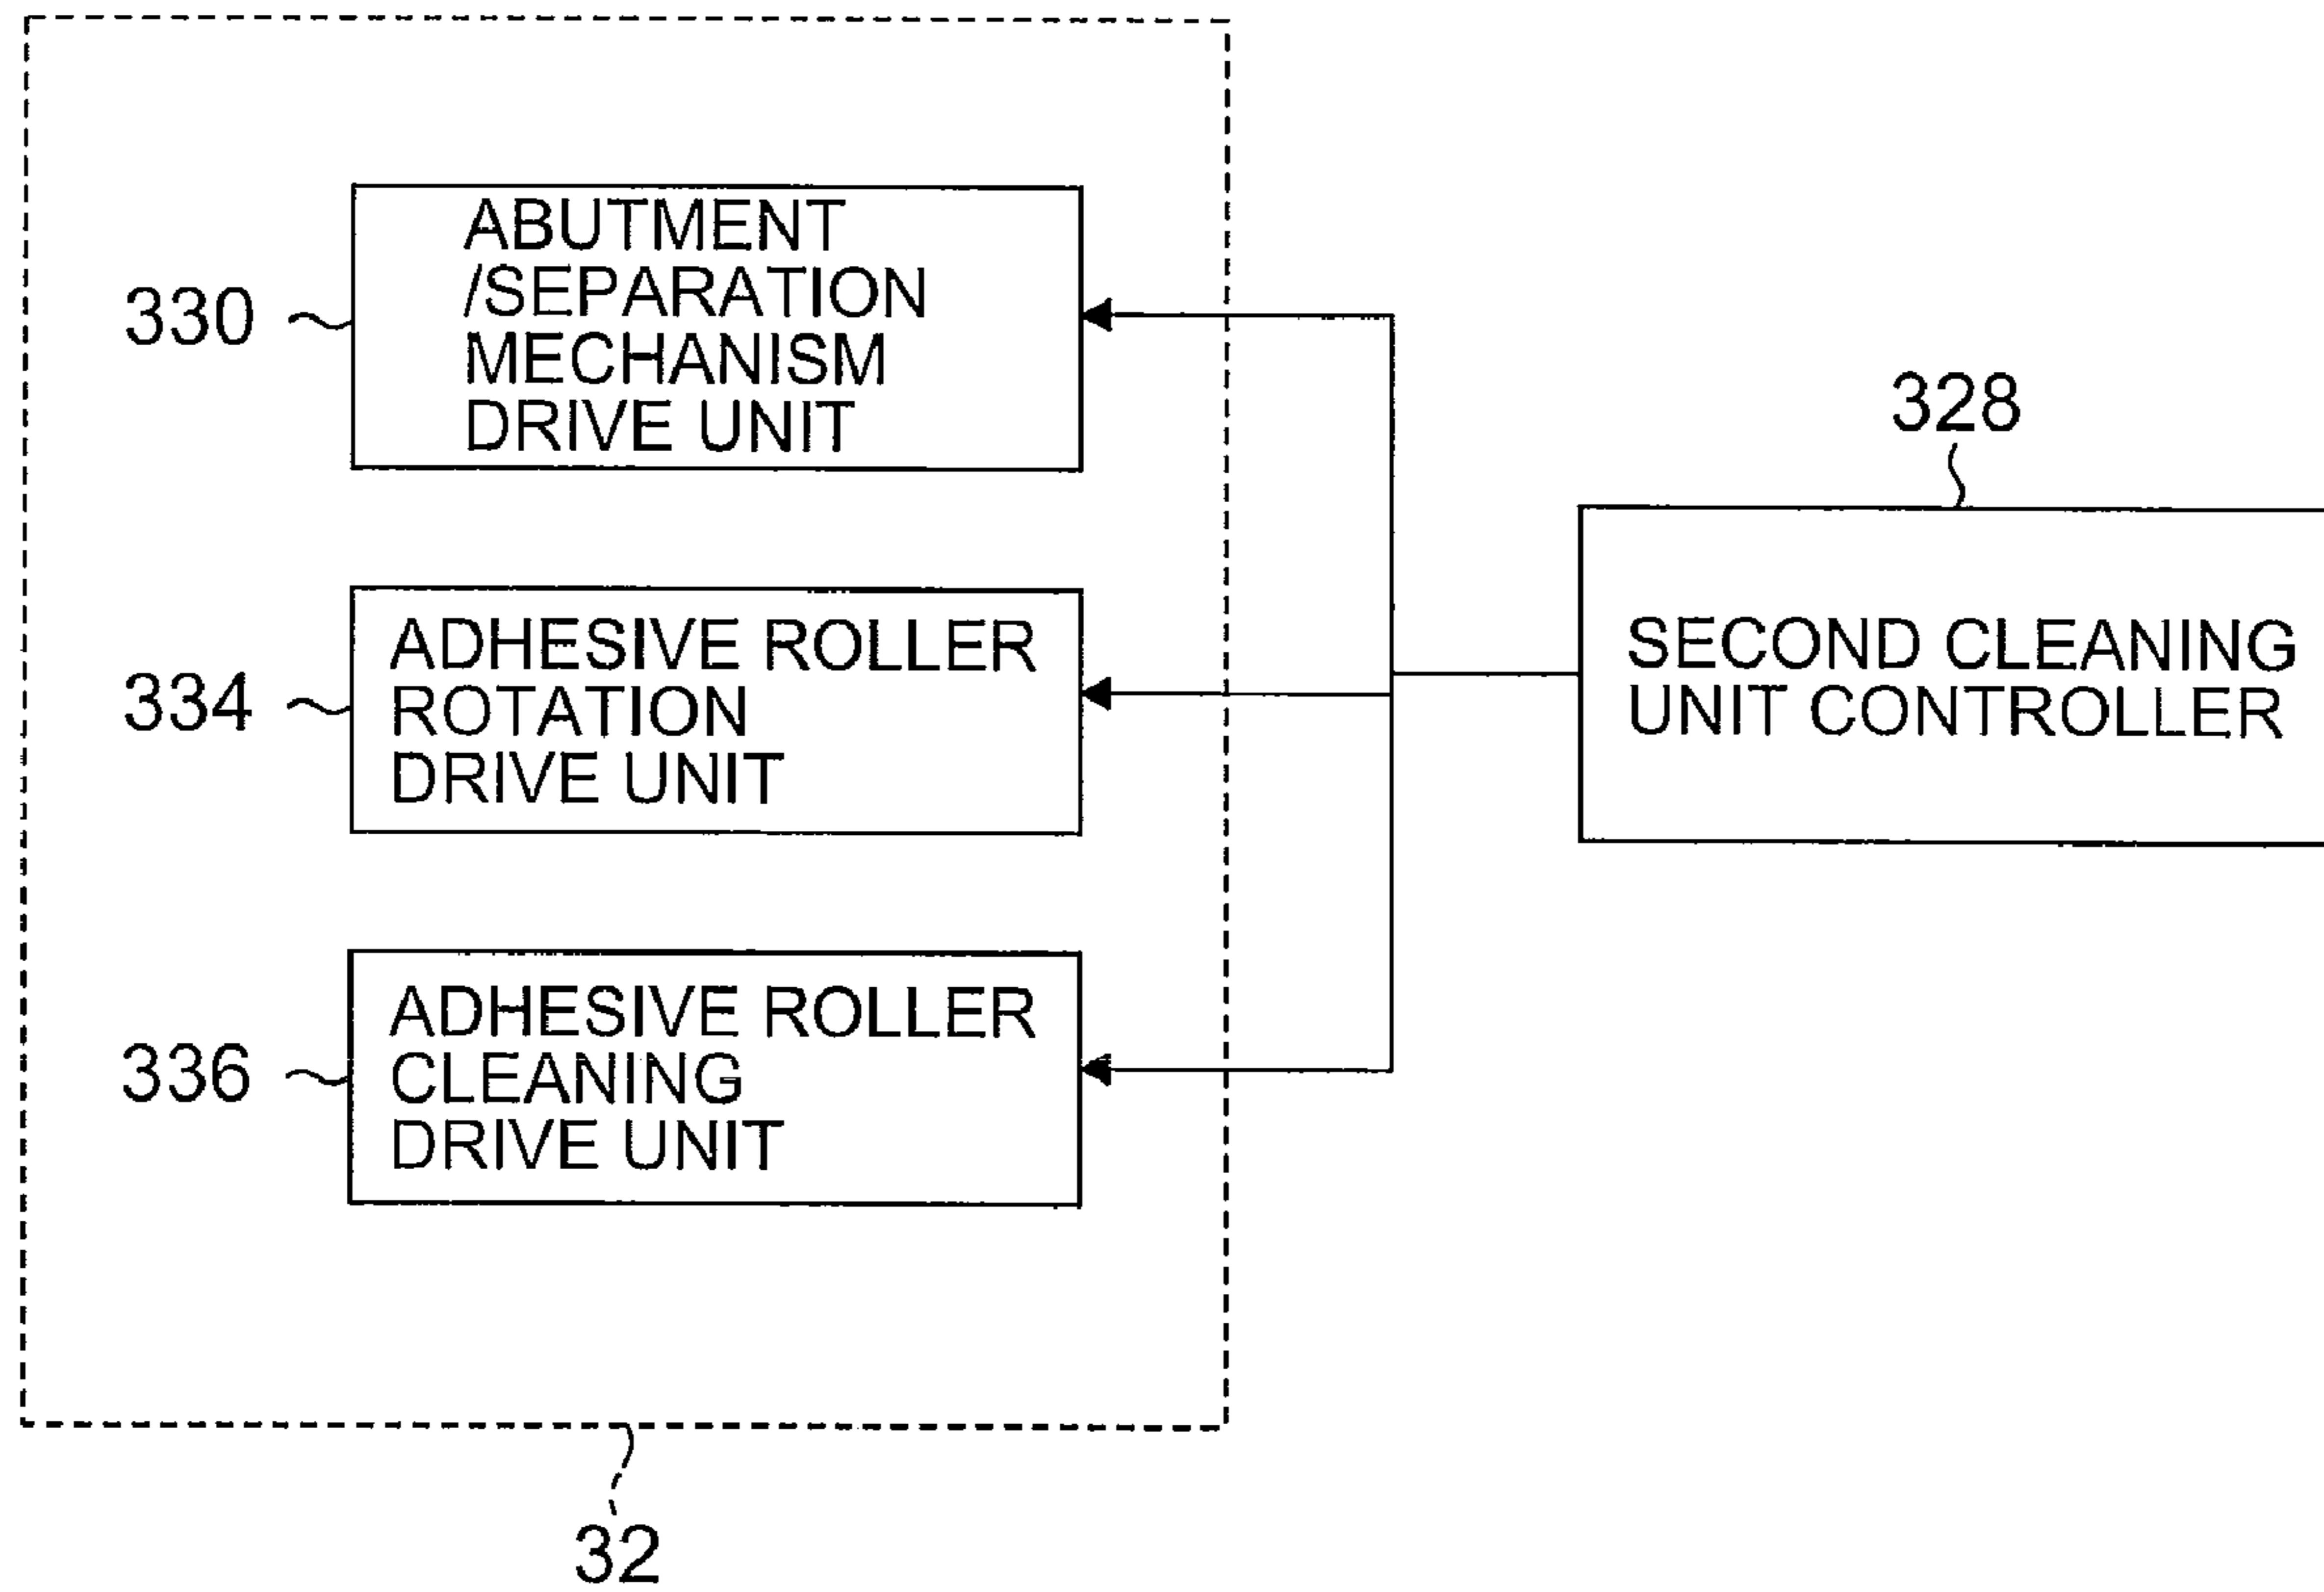 330
ABUTMENT
/SEPARATION
MECHANISM
DRIVE UNIT
334
ADHESIVE ROLLER
ROTATION
DRIVE UNIT
336
ADHESIVE ROLLER
CLEANING
DRIVE UNIT
328
SECOND CLEANING
UNIT CONTROLLER
32